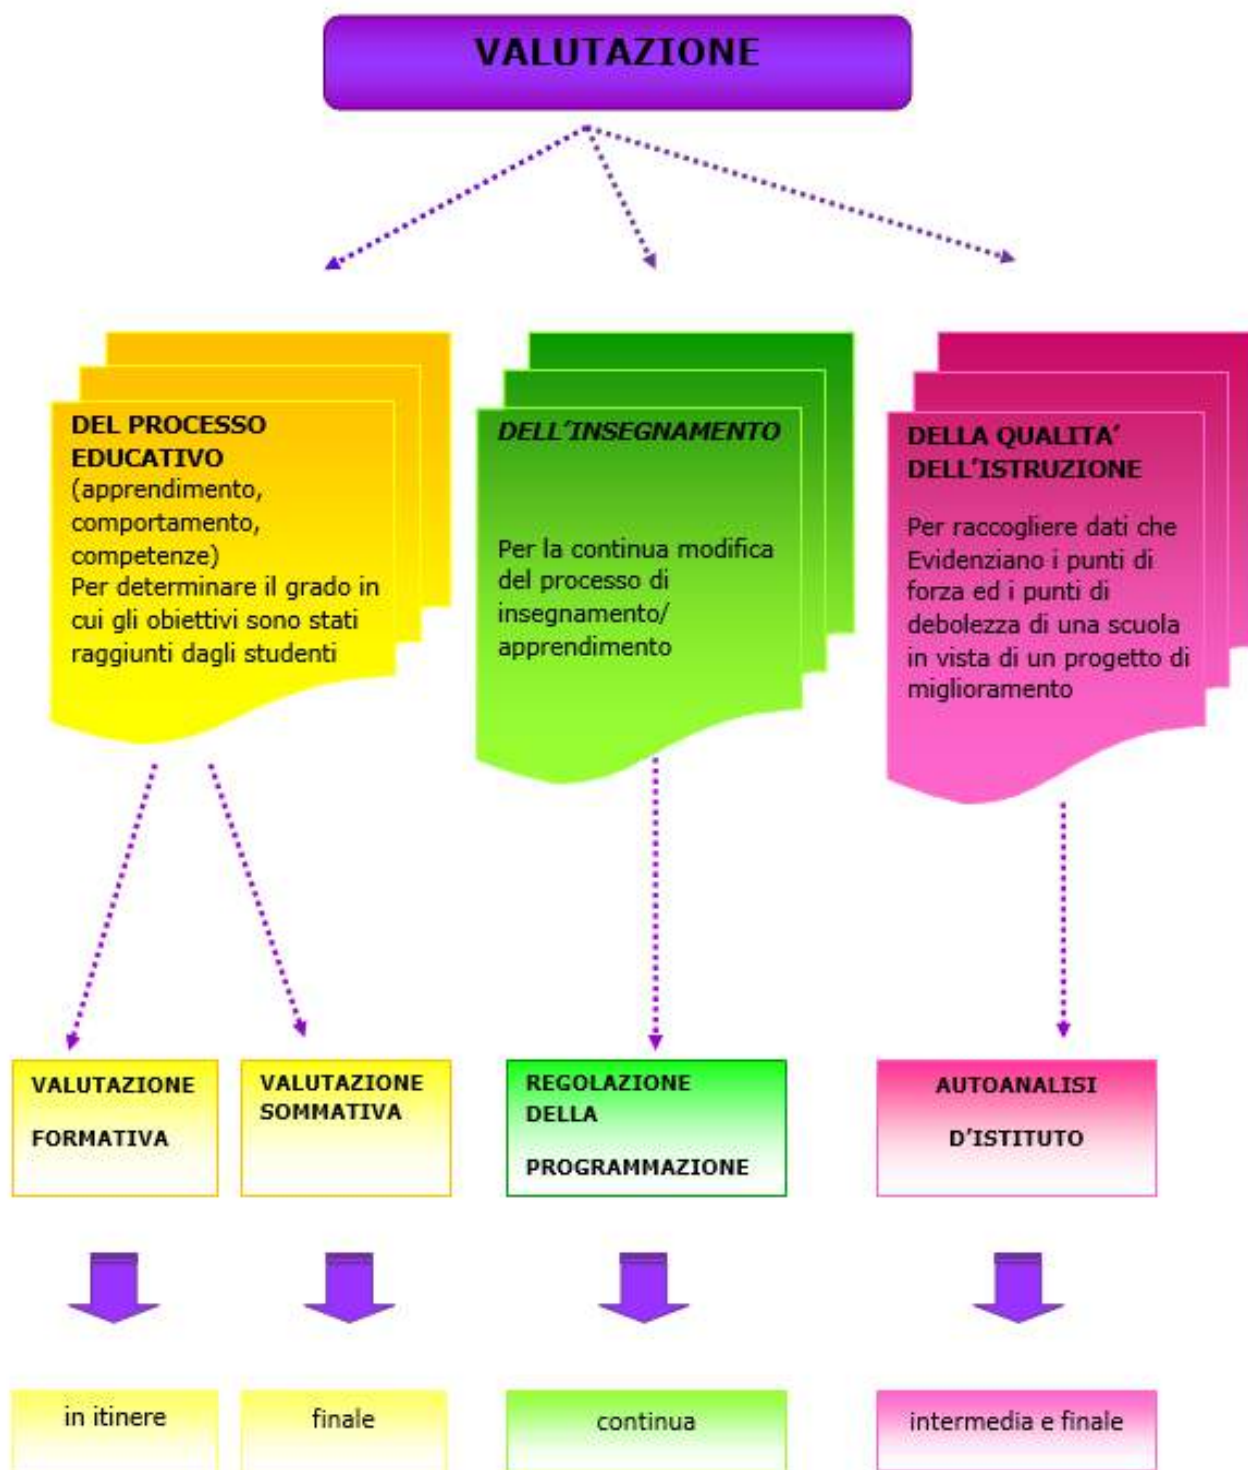 VALUTAZIONE
DEL PROCESSO
EDUCATIVO
(apprendimento,
comportamento,
competenze)
Per determinare il grado in
cui gli obiettivi sono stati
raggiunti dagli studenti
DELL'INSEGNAMENTO
Per la continua modifica
del processo di
insegnamento/
apprendimento
DELLA QUALITA'
DELL'ISTRUZIONE
Per raccogliere dati che
Evidenziano i punti di
forza ed i punti di
debolezza di una scuola
in vista di un progetto di
miglioramento
VALUTAZIONE
FORMATIVA
VALUTAZIONE
SOMMATIVA
REGOLAZIONE
DELLA
PROGRAMMAZIONE
AUTOANALISI
D'ISTITUTO
in itinere
finale
continua
intermedia e finale